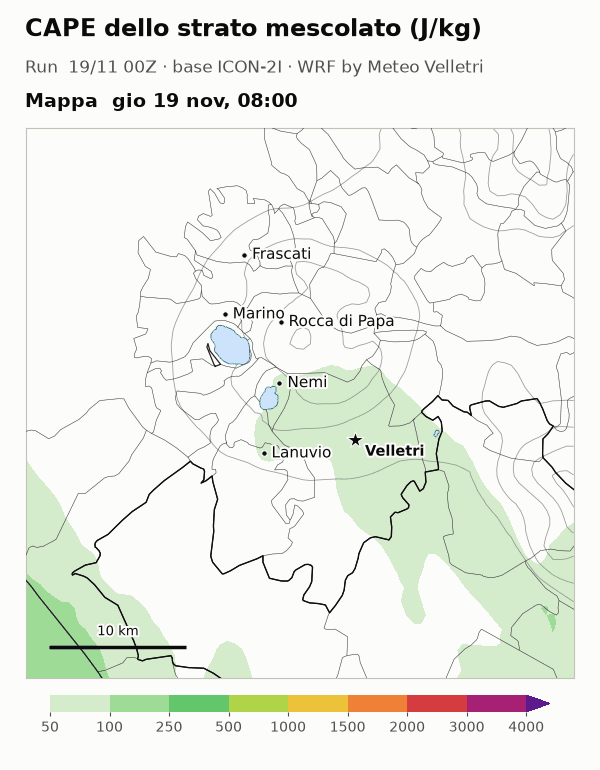 CAPE dello strato mescolato (J/kg)
Run  19/11 00Z · base ICON-2I · WRF by Meteo Velletri
Mappa  gio 19 nov, 08:00
Frascati
Marino
Rocca di Papa
Nemi
Velletri
Lanuvio
10 km
50 100 250 500 1000 1500 2000 3000 4000